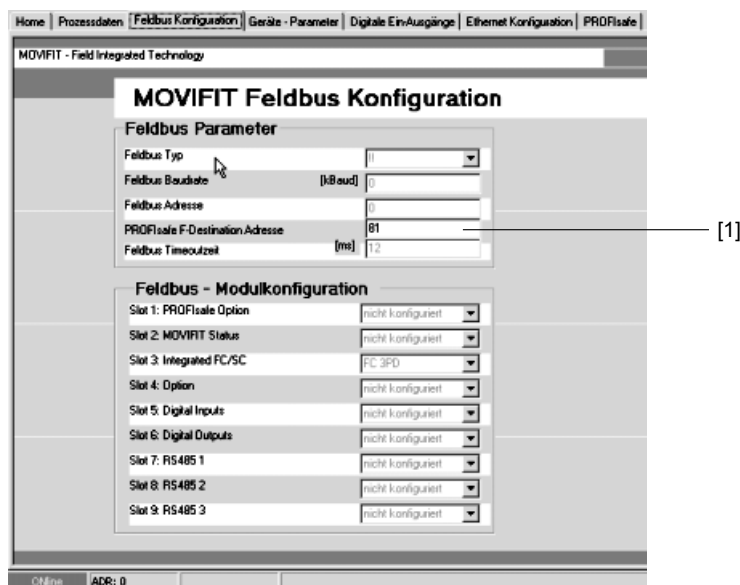 Home | Prozessdaten | Feldbus Konfiguration | Geräte - Parameter | Digitale Ein-Ausgänge | Ethernet Konfiguration | PROFIsafe |
MOVIFIT - Field Integrated Technology
MOVIFIT Feldbus Konfiguration
Feldbus Parameter
Feldbus Typ
Feldbus Baudrate [kBaud] 0
Feldbus Adresse 0
PROFIsafe F-Destination Adresse 81 [1]
Feldbus Timeoutzeit [ms] 12
Feldbus - Modulkonfiguration
Slot 1: PROFIsafe Option nicht konfiguriert
Slot 2: MOVIFIT Status nicht konfiguriert
Slot 3: Integrated FC/SC FC 3PD
Slot 4: Option nicht konfiguriert
Slot 5: Digital Inputs nicht konfiguriert
Slot 6: Digital Outputs nicht konfiguriert
Slot 7: RS485 1 nicht konfiguriert
Slot 8: RS485 2 nicht konfiguriert
Slot 9: RS485 3 nicht konfiguriert
ONline ADR: 0